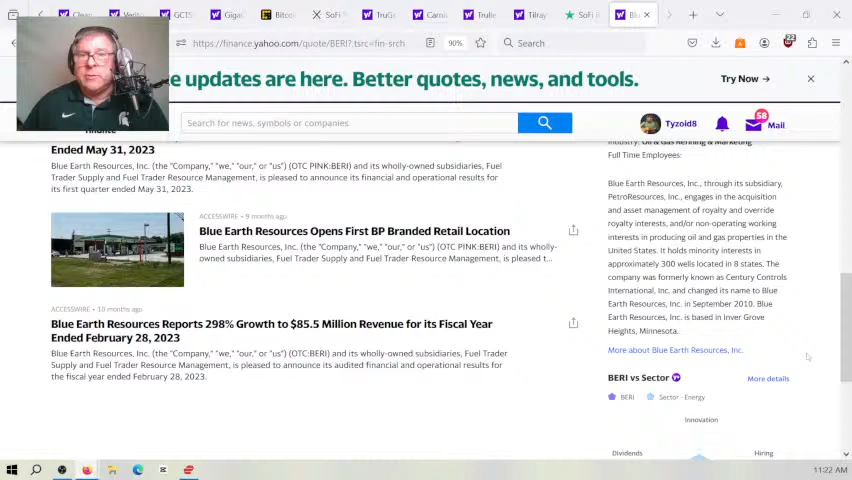 Clean
Verito
GCTS
Giga
Bitcoi
SoFi
TruGo
Camis
Trulie
Tilray
SoFi
Blu
https://finance.yahoo.com/quote/BERI?.tsrc=fin-srch
90%
Search
e updates are here. Better quotes, news, and tools.
Try Now →
Search for news, symbols or companies
Tyzoid8
58
Mail
finance
Ended May 31, 2023
Blue Earth Resources, Inc. (the "Company," "we," "our," or "us") (OTC PINK:BERI) and its wholly-owned subsidiaries, Fuel
Trader Supply and Fuel Trader Resource Management, is pleased to announce its financial and operational results for
its first quarter ended May 31, 2023.
ACCESSWIRE • 9 months ago
Blue Earth Resources Opens First BP Branded Retail Location
Blue Earth Resources, Inc. (the "Company," "we," "our," or "us") (OTC PINK:BERI) and its wholly-
owned subsidiaries, Fuel Trader Supply and Fuel Trader Resource Management, is pleased t...
ACCESSWIRE • 10 months ago
Blue Earth Resources Reports 298% Growth to $85.5 Million Revenue for its Fiscal Year
Ended February 28, 2023
Blue Earth Resources, Inc. (the "Company," "we," "our," or "us") (OTC:BERI) and its wholly-owned subsidiaries, Fuel Trader
Supply and Fuel Trader Resource Management, is pleased to announce its audited financial and operational results for
the fiscal year ended February 28, 2023.
Industry: Oil & Gas Refining & Marketing
Full Time Employees:
Blue Earth Resources, Inc., through its subsidiary,
PetroResources, Inc., engages in the acquisition
and asset management of royalty and override
royalty interests, and/or non-operating working
interests in producing oil and gas properties in the
United States. It holds minority interests in
approximately 300 wells located in 8 states. The
company was formerly known as Century Controls
International, Inc. and changed its name to Blue
Earth Resources, Inc. in September 2010. Blue
Earth Resources, Inc. is based in Inver Grove
Heights, Minnesota.
More about Blue Earth Resources, Inc.
BERI vs Sector
More details
BERI
Sector - Energy
Innovation
Dividends
Hiring
11:22 AM